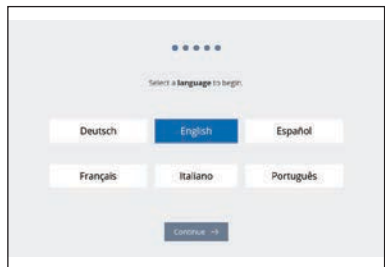 Select a language to begin.
Deutsch English Español
Français Italiano Português
Continue →